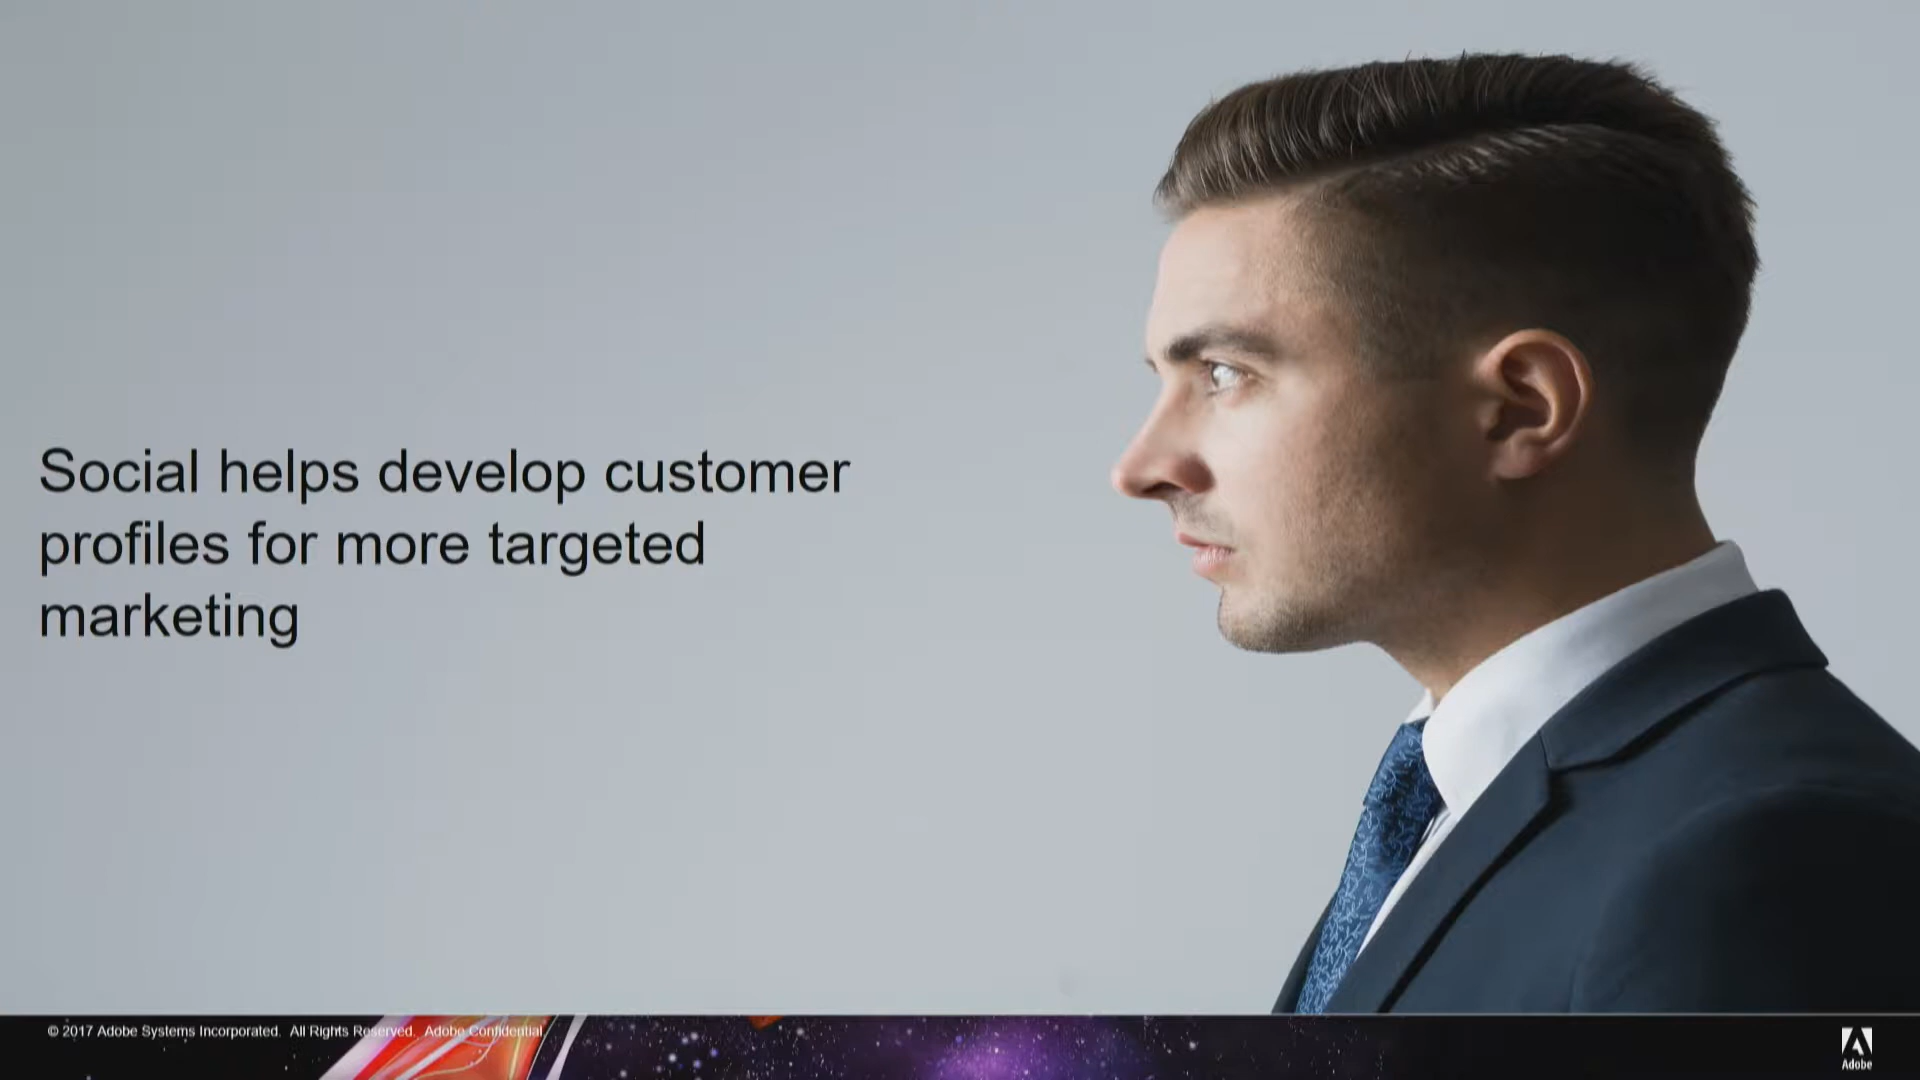 Social helps develop customer
profiles for more targeted
marketing
© 2017 Adobe Systems Incorporated. All Rights Reserved. Adobe Confidential.
Adobe